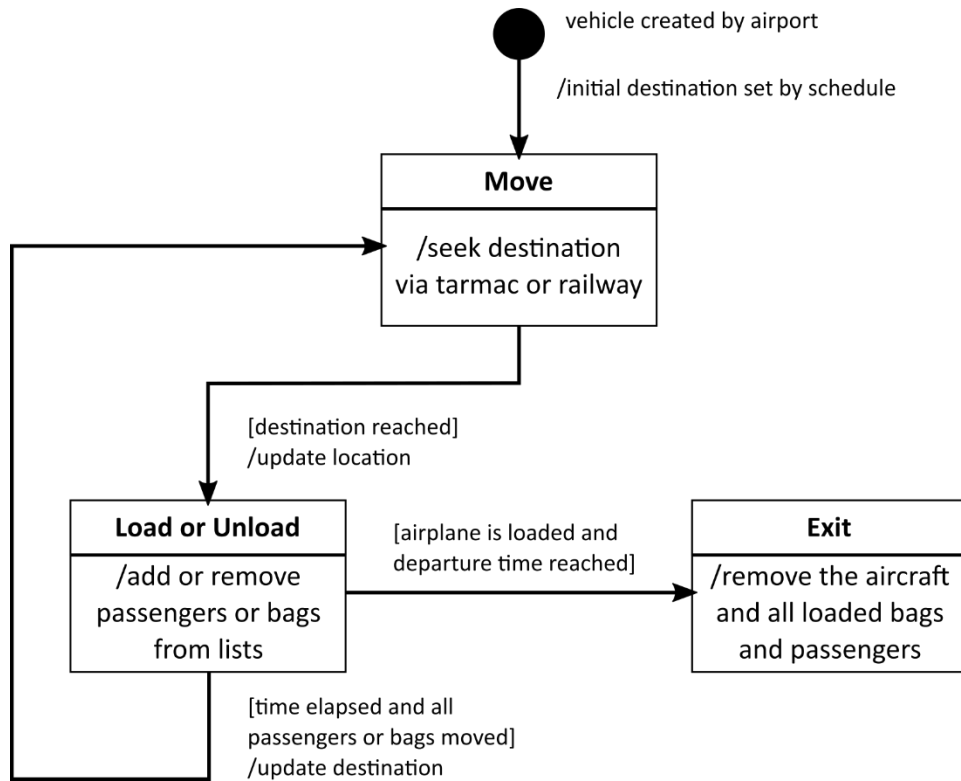 vehicle created by airport
/initial destination set by schedule
Move
/seek destination
via tarmac or railway
[destination reached]
/update location
Load or Unload
/add or remove
passengers or bags
from lists
[airplane is loaded and
departure time reached]
Exit
/remove the aircraft
and all loaded bags
and passengers
[time elapsed and all
passengers or bags moved]
/update destination